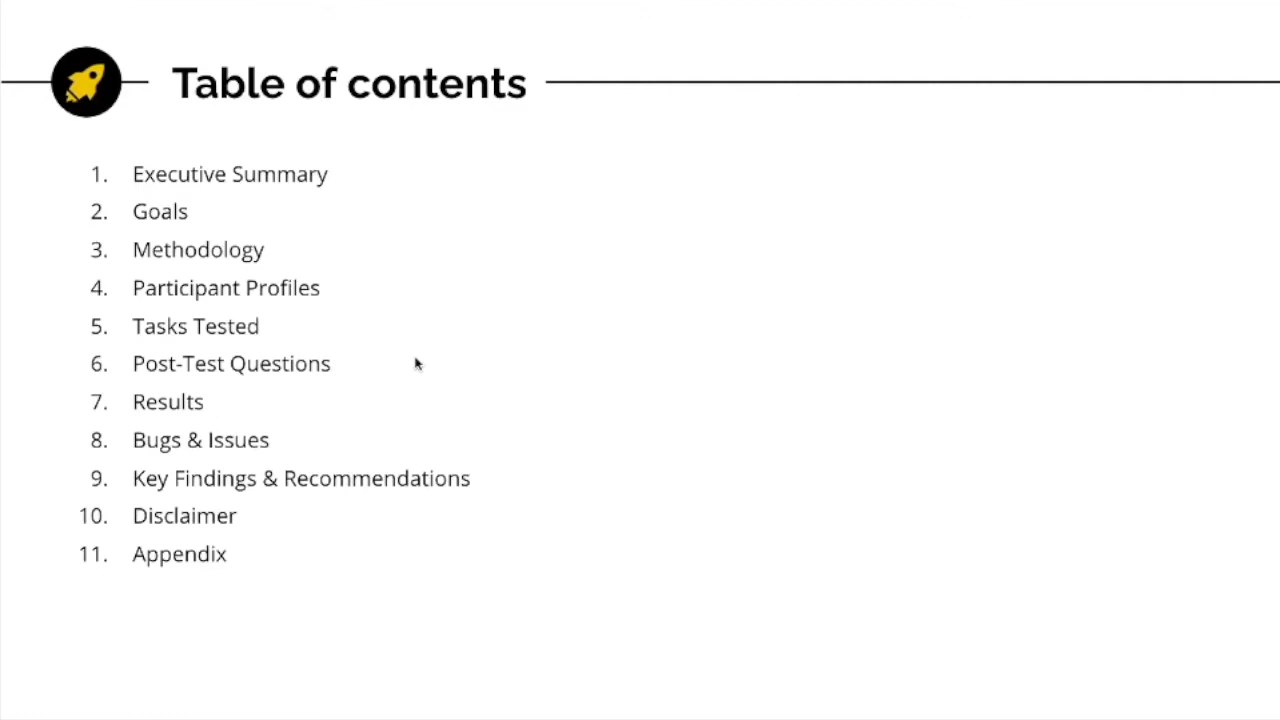 Table of contents
1. Executive Summary
2. Goals
3. Methodology
4. Participant Profiles
5. Tasks Tested
6. Post-Test Questions
7. Results
8. Bugs & Issues
9. Key Findings & Recommendations
10. Disclaimer
11. Appendix